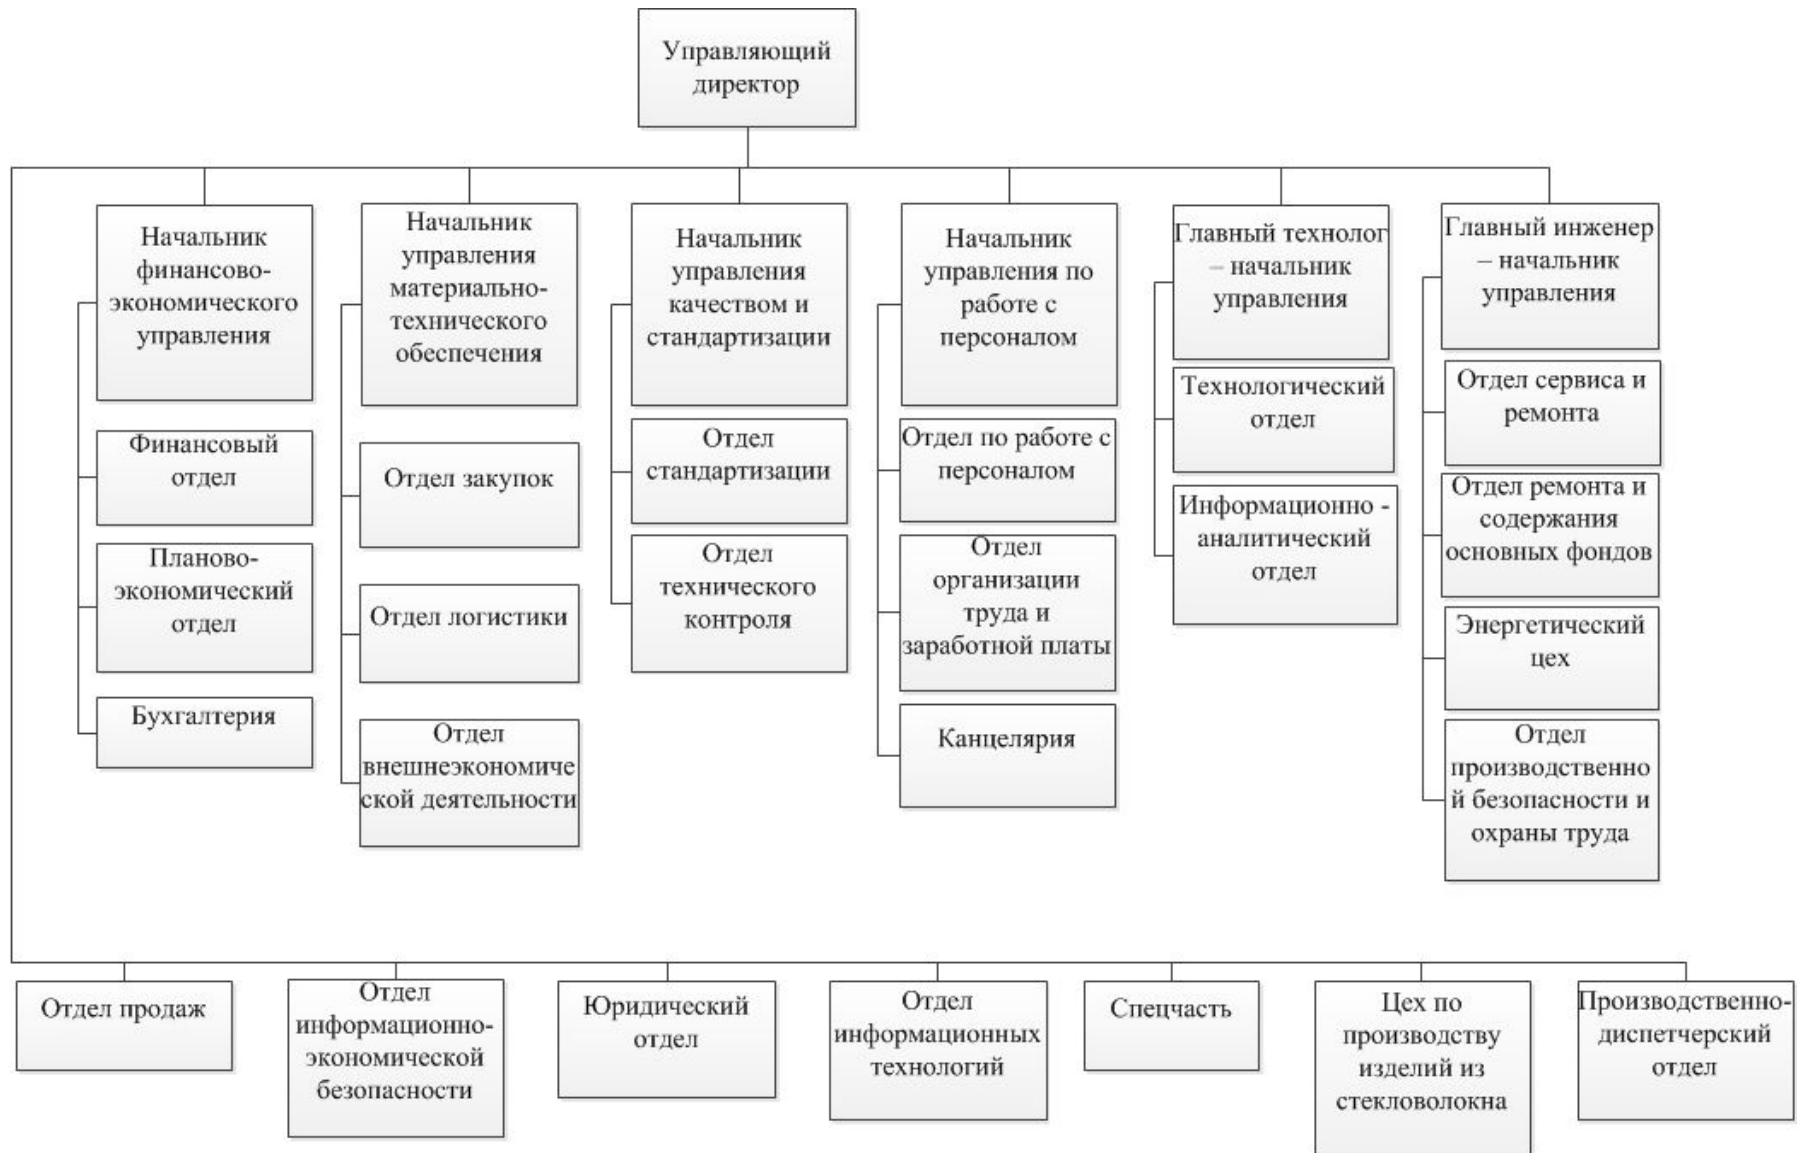 Управляющий
директор
Начальник
финансово-
экономического
управления
Финансовый
отдел
Планово-
экономический
отдел
Бухгалтерия
Начальник
управления
материально-
технического
обеспечения
Отдел закупок
Отдел логистики
Отдел
внешнеэкономиче
ской деятельности
Начальник
управления
качеством и
стандартизации
Отдел
стандартизации
Отдел
технического
контроля
Начальник
управления по
работе с
персоналом
Отдел по работе с
персоналом
Отдел
организации
труда и
заработной платы
Канцелярия
Главный технолог
– начальник
управления
Технологический
отдел
Информационно -
аналитический
отдел
Главный инженер
– начальник
управления
Отдел сервиса и
ремонта
Отдел ремонта и
содержания
основных фондов
Энергетический
цех
Отдел
производственно
й безопасности и
охраны труда
Отдел продаж
Отдел
информационно-
экономической
безопасности
Юридический
отдел
Отдел
информационных
технологий
Спецчасть
Цех по
производству
изделий из
стекловолокна
Производственно-
диспетчерский
отдел